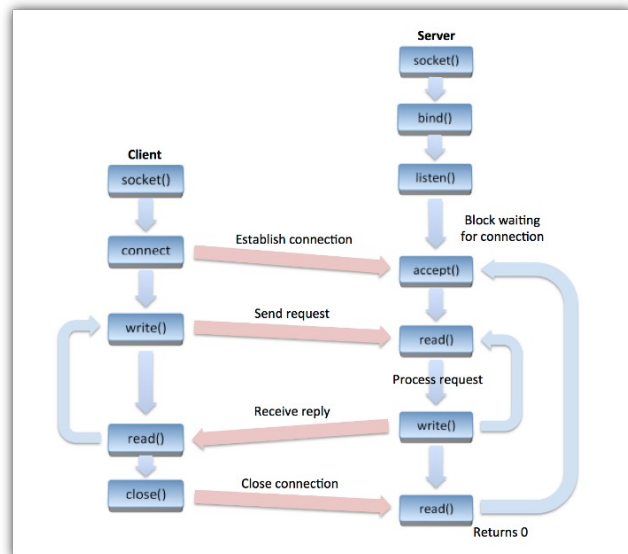 Server
socket()
bind()
Client
socket()
listen()
Block waiting
for connection
Establish connection
connect
accept()
Send request
write()
read()
Process request
Receive reply
write()
read()
Close connection
close()
read()
Returns 0